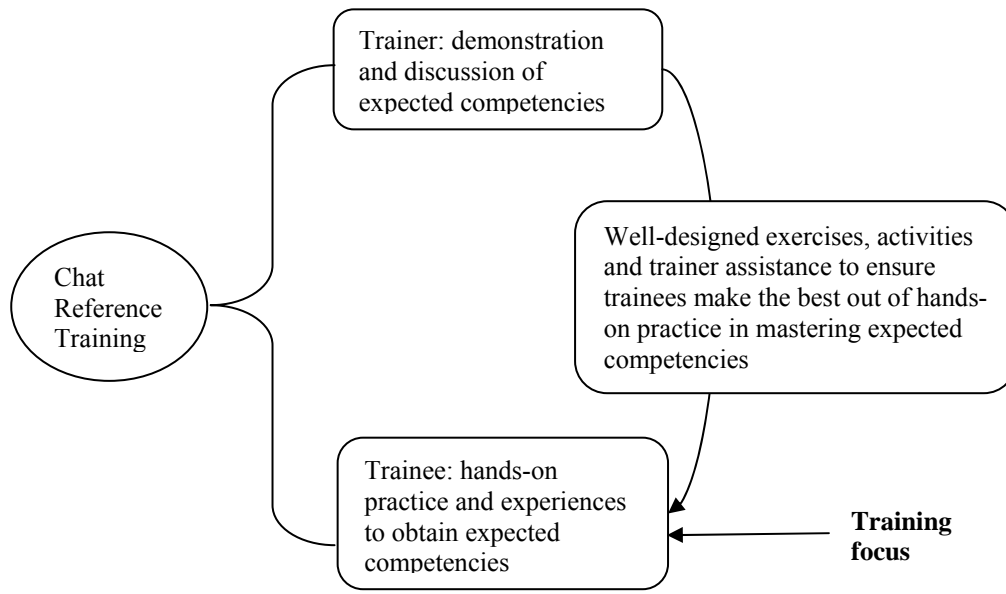 Trainer: demonstration
and discussion of
expected competencies
Chat
Reference
Training
Well-designed exercises, activities
and trainer assistance to ensure
trainees make the best out of hands-
on practice in mastering expected
competencies
Trainee: hands-on
practice and experiences
to obtain expected
competencies
Training
focus